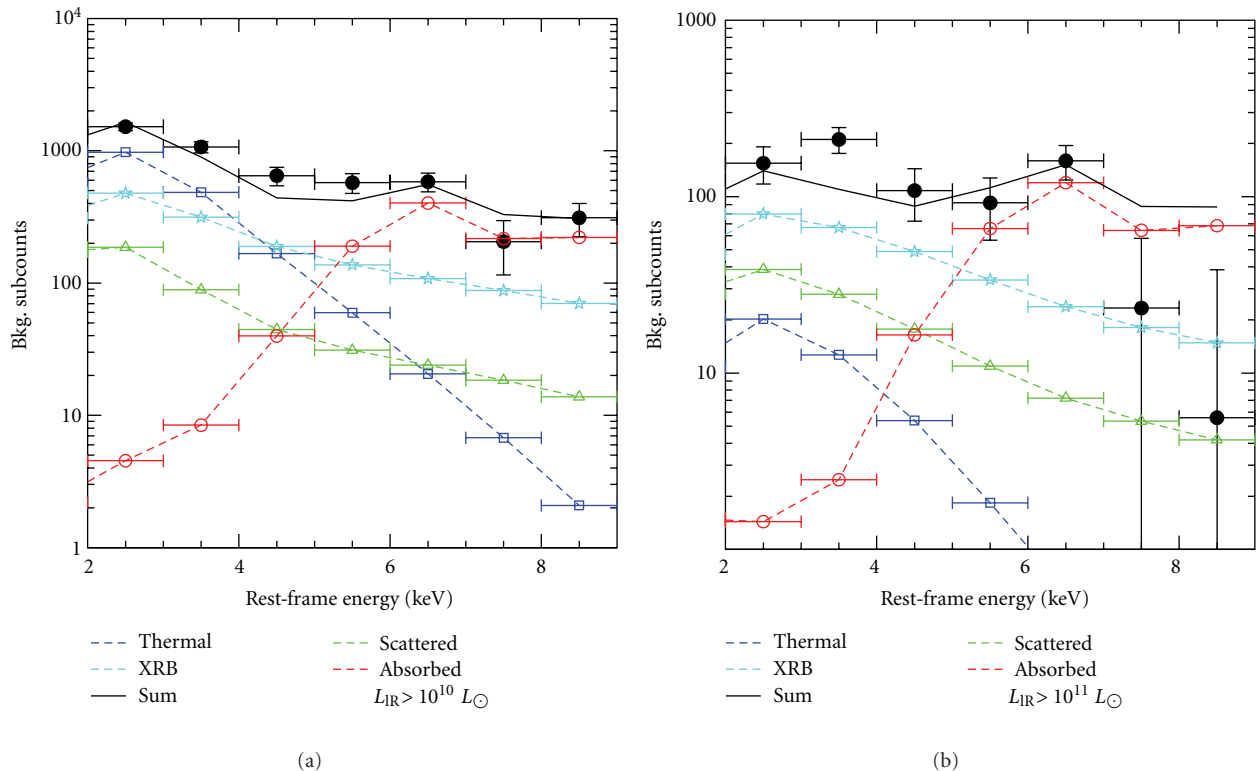 10^4
1000
100
10
1
Bkg. subcounts
2 4 6 8
Rest-frame energy (keV)
Thermal
XRB
Sum
Scattered
Absorbed
L_IR > 10^10 L_⊙
(a)
1000
100
10
Bkg. subcounts
2 4 6 8
Rest-frame energy (keV)
Thermal
XRB
Sum
Scattered
Absorbed
L_IR > 10^11 L_⊙
(b)